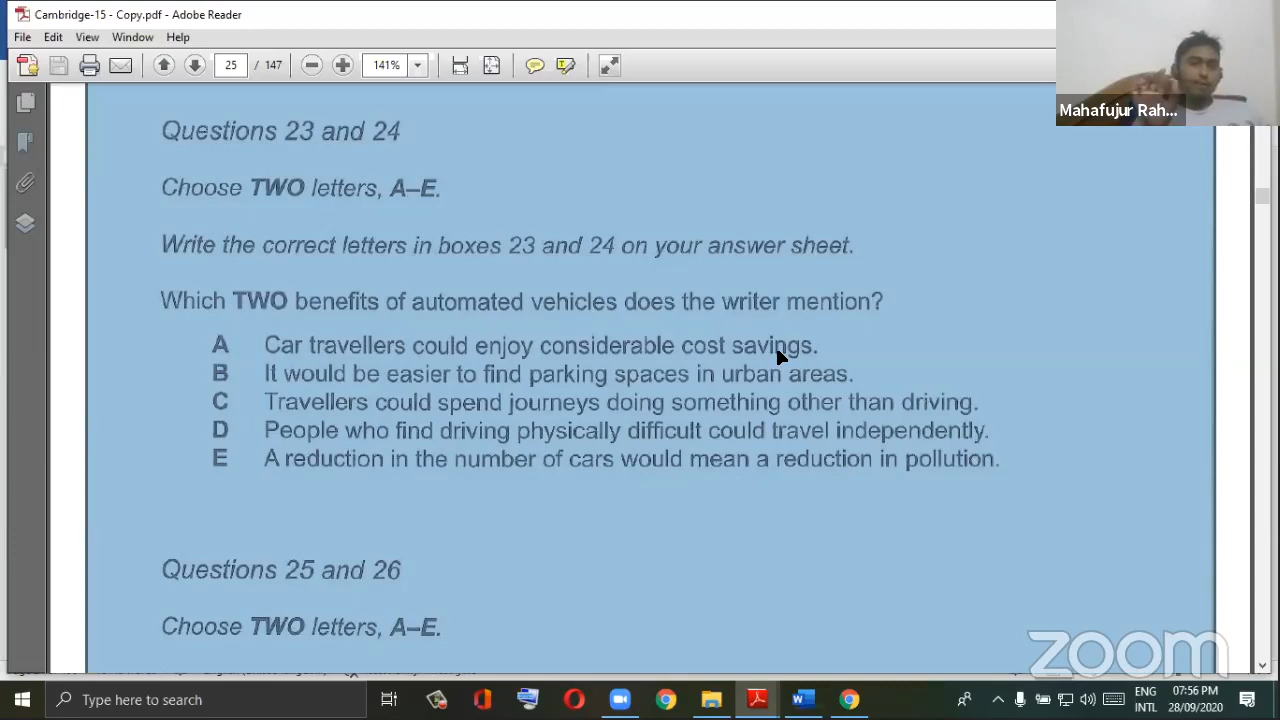 Cambridge-15 - Copy.pdf - Adobe Reader
File Edit View Window Help
25 / 147 141%
Mahafujur Rah...
Questions 23 and 24
Choose TWO letters, A–E.
Write the correct letters in boxes 23 and 24 on your answer sheet.
Which TWO benefits of automated vehicles does the writer mention?
A Car travellers could enjoy considerable cost savings.
B It would be easier to find parking spaces in urban areas.
C Travellers could spend journeys doing something other than driving.
D People who find driving physically difficult could travel independently.
E A reduction in the number of cars would mean a reduction in pollution.
Questions 25 and 26
Choose TWO letters, A–E.
zoom
Type here to search
ENG 07:56 PM
INTL 28/09/2020